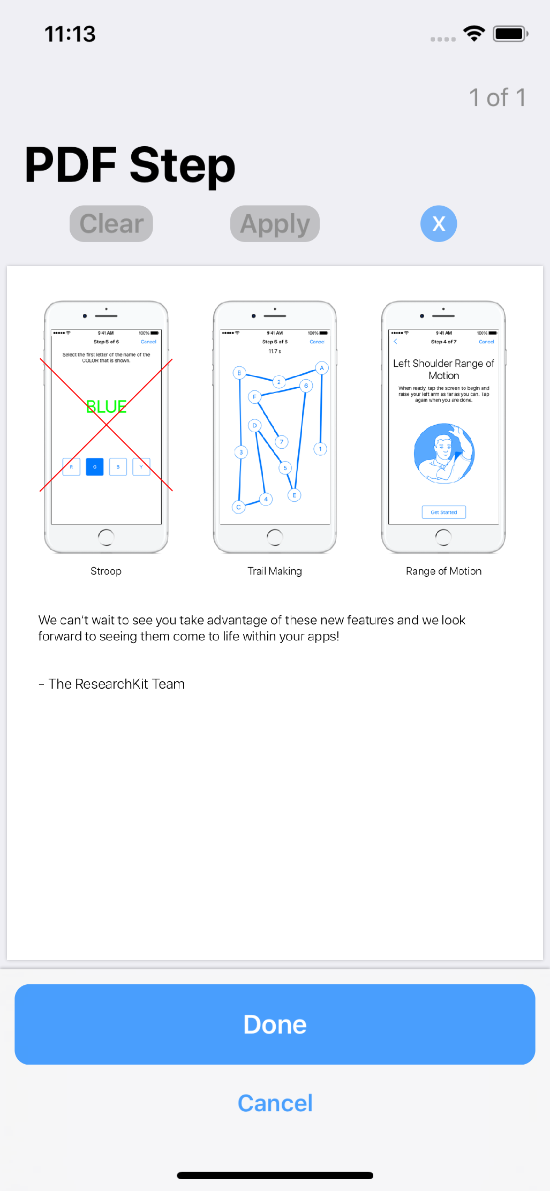 11:13
1 of 1
PDF Step
Clear Apply X
9:41 AM
Step 5 of 6 Cancel
Select the first letter of the name of the
COLOR that is shown.
BLUE
R G B Y
Stroop
9:41 AM
Step 5 of 5 Cancel
11.7 s
B 2 A
F 6
D
7
3 1
5
4 E
C
Trail Making
9:41 AM
Step 4 of 7 Cancel
Left Shoulder Range of
Motion
When ready, tap the screen to begin and
raise your left arm as far as you can. Tap
again when you are done.
Get Started
Range of Motion
We can't wait to see you take advantage of these new features and we look
forward to seeing them come to life within your apps!
– The ResearchKit Team
Done
Cancel